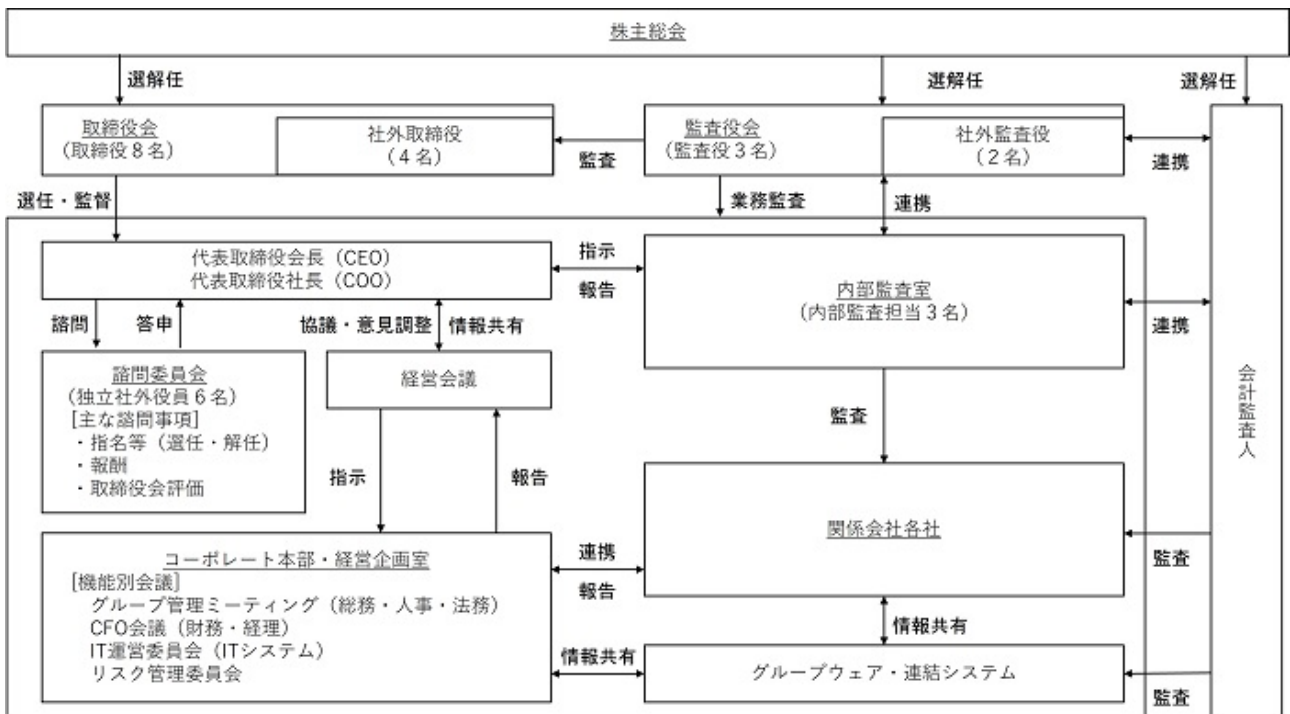 株主総会
選解任
選解任
選解任
取締役会
(取締役8名)
社外取締役
(4名)
監査
監査役会
(監査役3名)
社外監査役
(2名)
連携
選任・監督
業務監査
連携
代表取締役会長(CEO)
代表取締役社長(COO)
指示
報告
内部監査室
(内部監査担当3名)
連携
会計監査人
諮問
答申
協議・意見調整
情報共有
諮問委員会
(独立社外役員6名)
[主な諮問事項]
・指名等(選任・解任)
・報酬
・取締役会評価
経営会議
監査
指示
報告
関係会社各社
監査
コーポレート本部・経営企画室
[機能別会議]
グループ管理ミーティング(総務・人事・法務)
CFO会議(財務・経理)
IT運営委員会(ITシステム)
リスク管理委員会
連携
報告
情報共有
情報共有
グループウェア・連結システム
監査